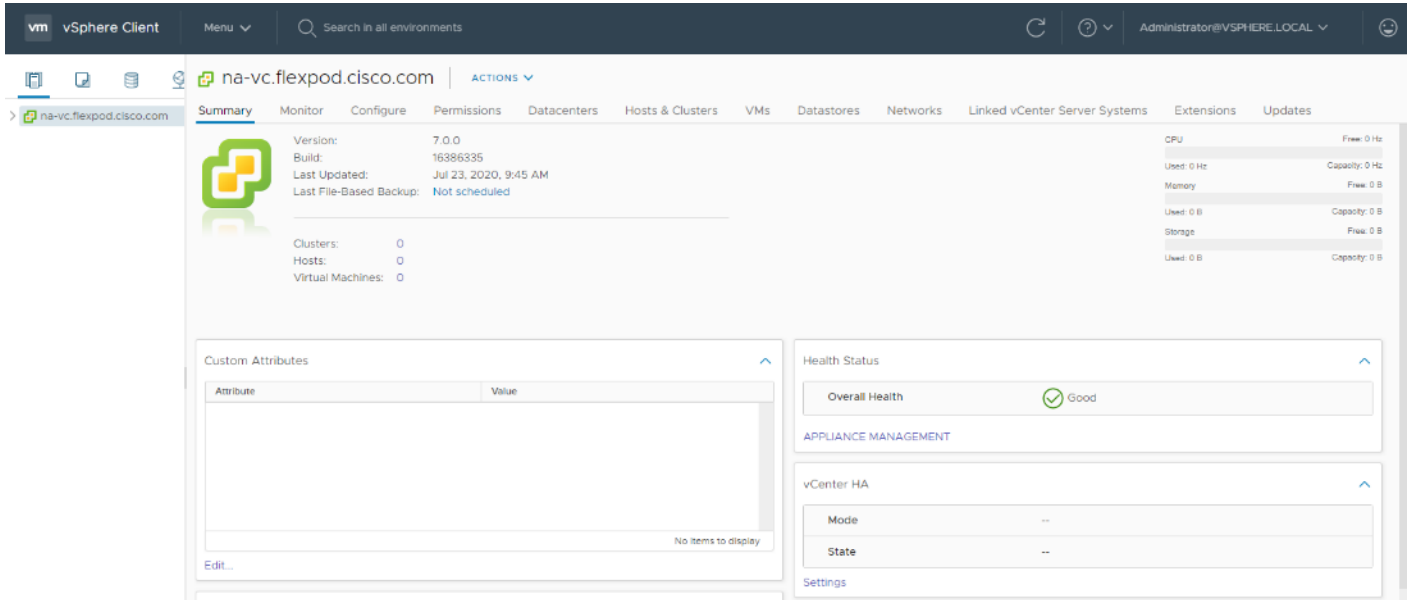 vm vSphere Client Menu Search in all environments Administrator@VSPHERE.LOCAL
na-vc.flexpod.cisco.com ACTIONS
na-vc.flexpod.cisco.com
Summary Monitor Configure Permissions Datacenters Hosts & Clusters VMs Datastores Networks Linked vCenter Server Systems Extensions Updates
Version: 7.0.0
Build: 16386335
Last Updated: Jul 23, 2020, 9:45 AM
Last File-Based Backup: Not scheduled
Clusters: 0
Hosts: 0
Virtual Machines: 0
CPU Free: 0 Hz
Used: 0 Hz Capacity: 0 Hz
Memory Free: 0 B
Used: 0 B Capacity: 0 B
Storage Free: 0 B
Used: 0 B Capacity: 0 B
Custom Attributes
Attribute Value
No items to display
Edit...
Health Status
Overall Health Good
APPLIANCE MANAGEMENT
vCenter HA
Mode --
State --
Settings